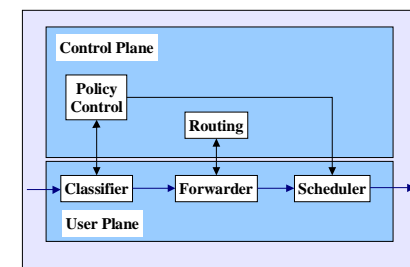 Control Plane
Policy
Control
Routing
Classifier
Forwarder
Scheduler
User Plane